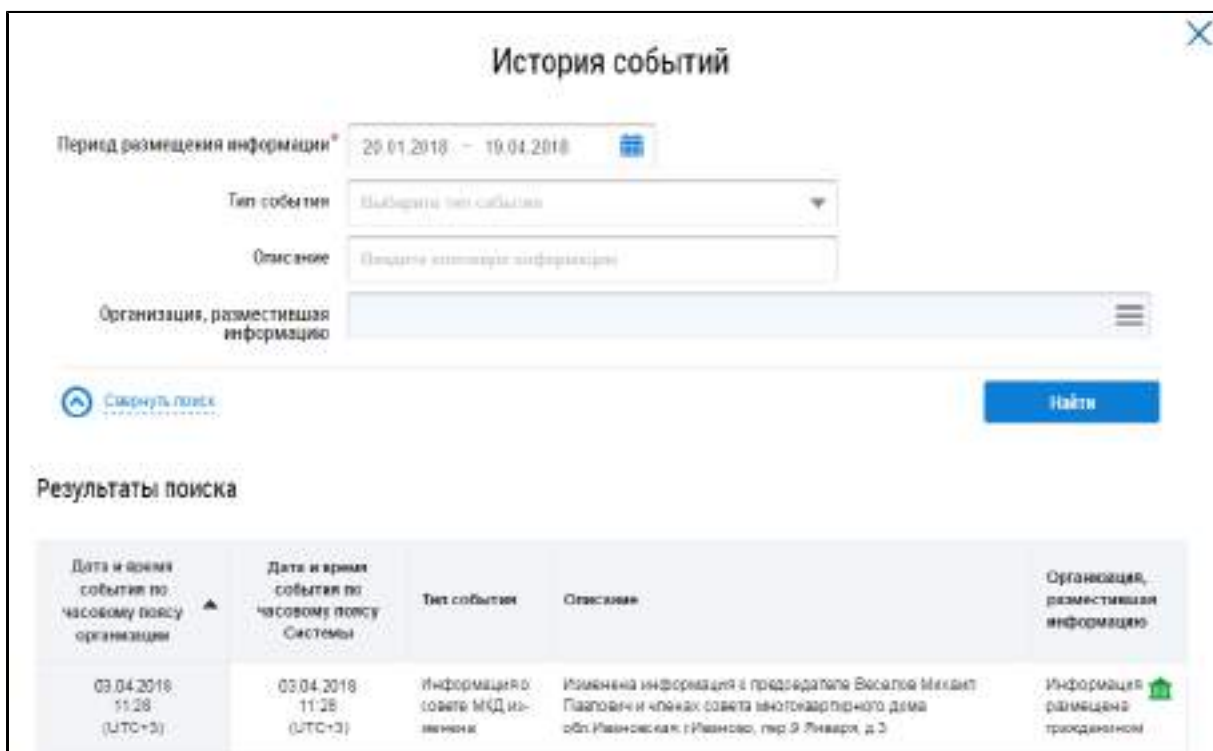 История событий
Период размещения информации*
20.01.2018 – 19.04.2018
Тип события
Выберите тип события
Описание
Введите ключевую информацию
Организация, разместившая
информацию
Свернуть поиск
Найти
Результаты поиска
Дата и время
события по
часовому поясу
организации
Дата и время
события по
часовому поясу
Системы
Тип события
Описание
Организация,
разместившая
информацию
03.04.2018
11:28
(UTC+3)
03.04.2018
11:28
(UTC+3)
Информация о
совете МКД из-
менена
Изменена информация о председателе Веселов Михаил
Павлович и членах совета многоквартирного дома
обл.Ивановская г.Иваново, пер.9 Января, д.3
Информация
размещена
гражданином